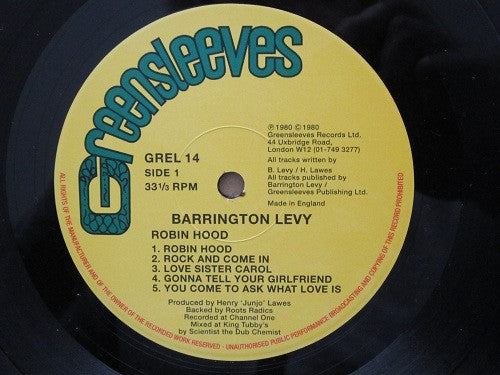 Greensleeves
℗ 1980 © 1980
Greensleeves Records Ltd.
44 Uxbridge Road,
London W12 (01-749 3277)
All tracks written by
B. Levy / H. Lawes
All tracks published by
Barrington Levy /
Greensleeves Publishing Ltd.
Made in England
GREL 14
SIDE 1
33⅓ RPM
BARRINGTON LEVY
ROBIN HOOD
1. ROBIN HOOD
2. ROCK AND COME IN
3. LOVE SISTER CAROL
4. GONNA TELL YOUR GIRLFRIEND
5. YOU COME TO ASK WHAT LOVE IS
Produced by Henry 'Junjo' Lawes
Backed by Roots Radics
Recorded at Channel One
Mixed at King Tubby's
by Scientist the Dub Chemist
ALL RIGHTS OF THE MANUFACTURER AND OF THE OWNER OF THE RECORDED WORK RESERVED - UNAUTHORISED PUBLIC PERFORMANCE BROADCASTING AND COPYING OF THIS RECORD PROHIBITED